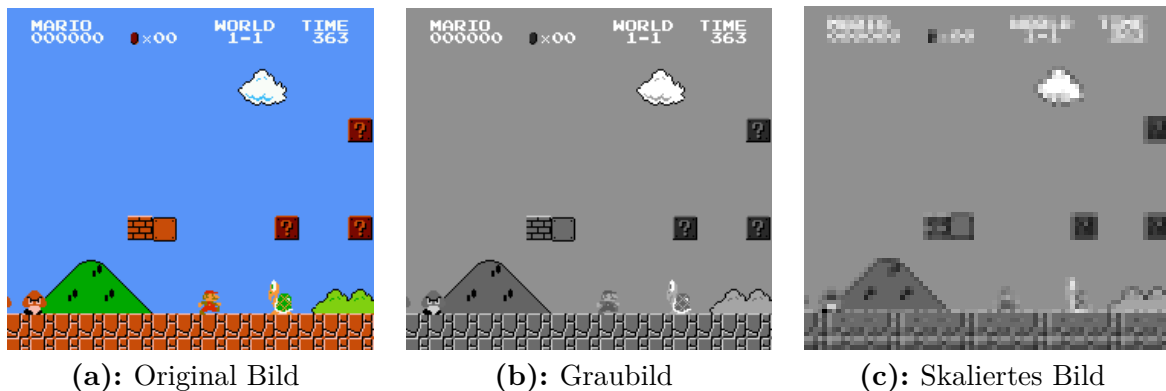 MARIO WORLD TIME
000000 ×00 1-1 363
?
?
?
MARIO WORLD TIME
000000 ×00 1-1 363
?
?
?
(a): Original Bild
(b): Graubild
(c): Skaliertes Bild